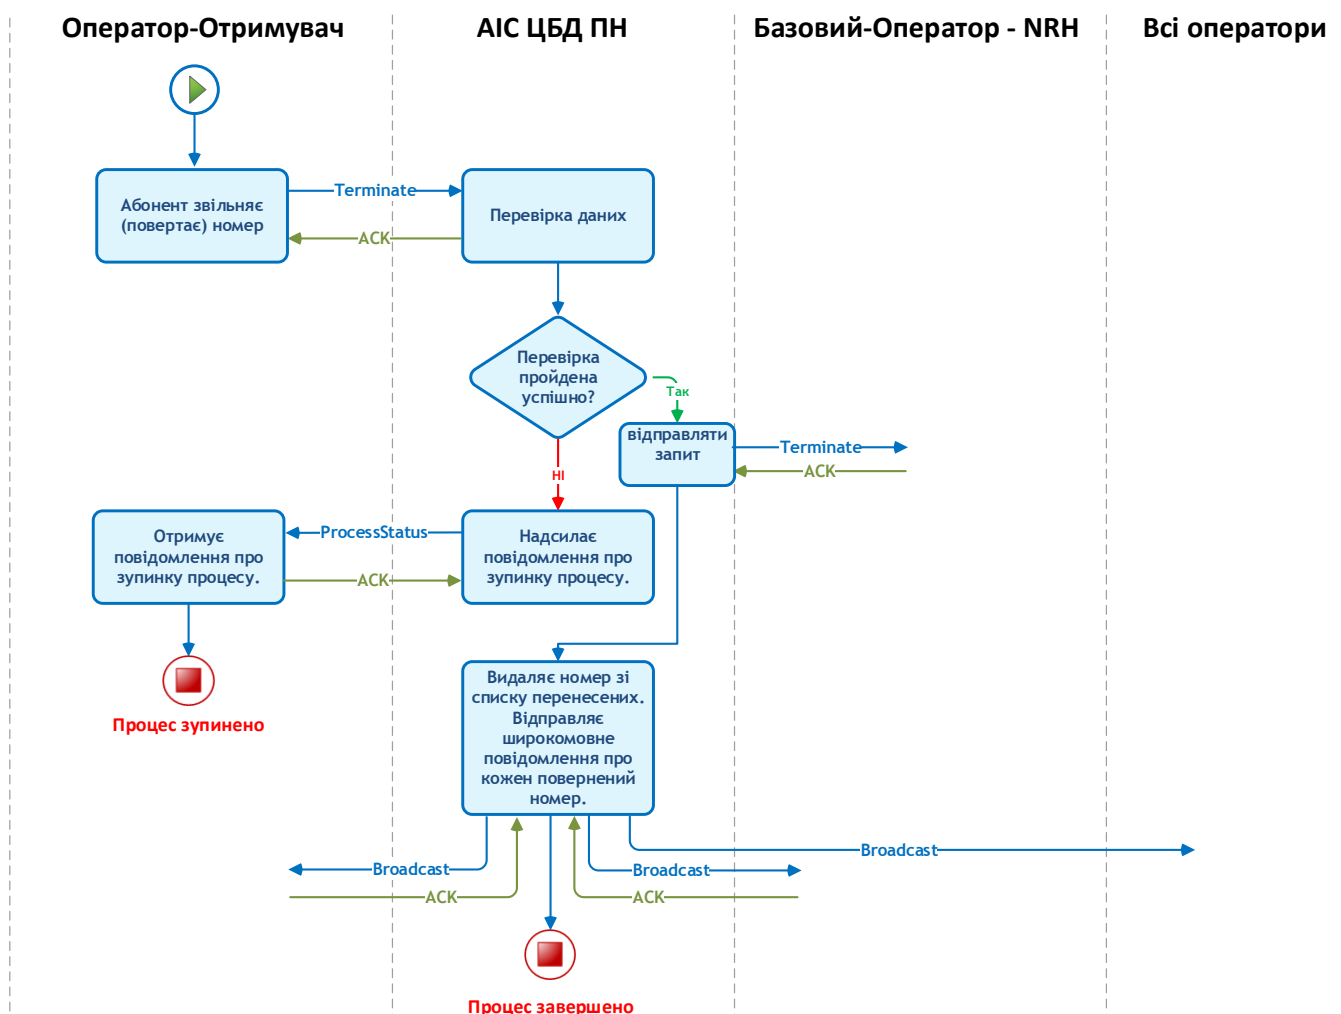 Оператор-Отримувач
АІС ЦБД ПН
Базовий-Оператор - NRH
Всі оператори
Абонент звільняє
(повертає) номер
Terminate
ACK
Перевірка даних
Перевірка
пройдена
успішно?
Так
НІ
відправляти
запит
Terminate
ACK
Отримує
повідомлення про
зупинку процесу.
ProcessStatus
ACK
Надсилає
повідомлення про
зупинку процесу.
Процес зупинено
Видаляє номер зі
списку перенесених.
Відправляє
широкомовне
повідомлення про
кожен повернений
номер.
Broadcast
Broadcast
ACK
Broadcast
ACK
Процес завершено